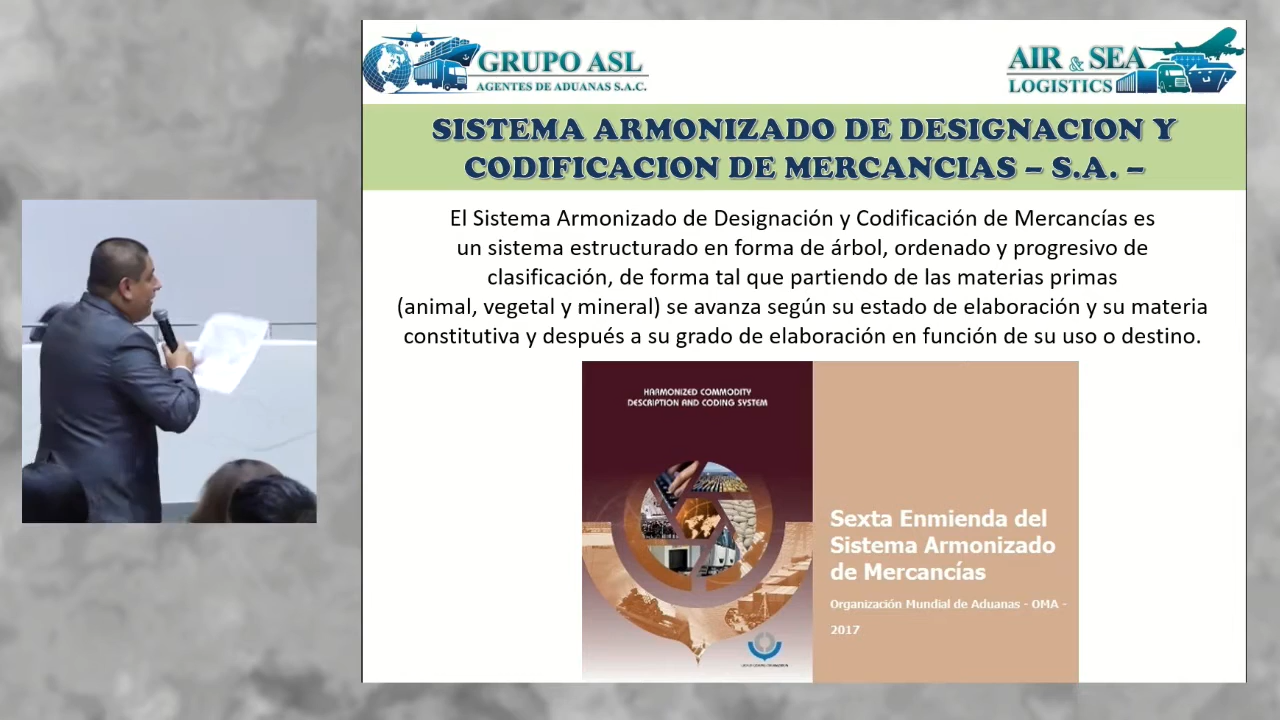 GRUPO ASL
AGENTES DE ADUANAS S.A.C.
AIR & SEA
LOGISTICS
SISTEMA ARMONIZADO DE DESIGNACION Y
CODIFICACION DE MERCANCIAS – S.A. –
El Sistema Armonizado de Designación y Codificación de Mercancías es
un sistema estructurado en forma de árbol, ordenado y progresivo de
clasificación, de forma tal que partiendo de las materias primas
(animal, vegetal y mineral) se avanza según su estado de elaboración y su materia
constitutiva y después a su grado de elaboración en función de su uso o destino.
HARMONIZED COMMODITY
DESCRIPTION AND CODING SYSTEM
Sexta Enmienda del
Sistema Armonizado
de Mercancías
Organización Mundial de Aduanas - OMA -
2017